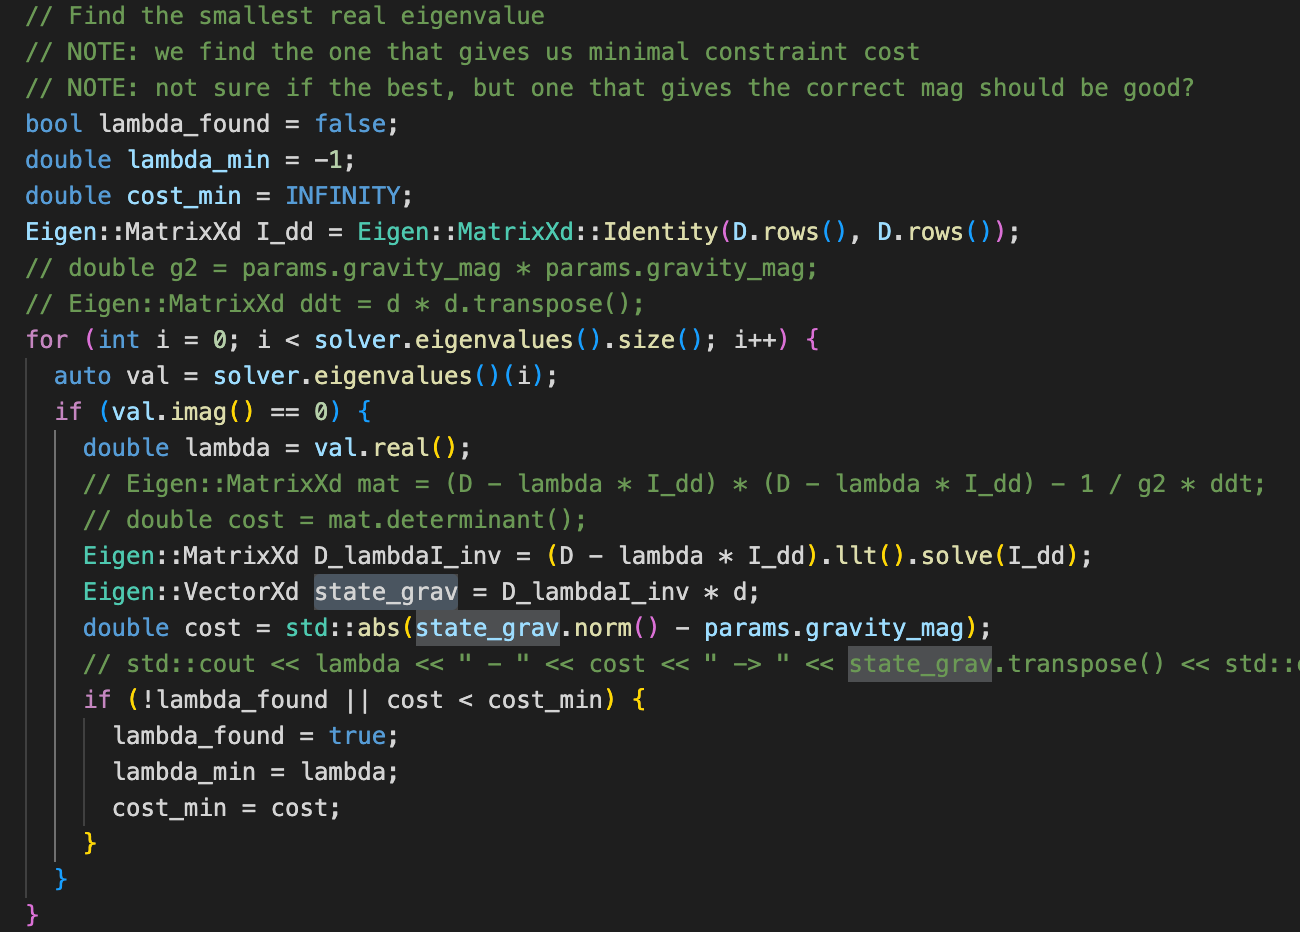 // Find the smallest real eigenvalue
// NOTE: we find the one that gives us minimal constraint cost
// NOTE: not sure if the best, but one that gives the correct mag should be good?
bool lambda_found = false;
double lambda_min = -1;
double cost_min = INFINITY;
Eigen::MatrixXd I_dd = Eigen::MatrixXd::Identity(D.rows(), D.rows());
// double g2 = params.gravity_mag * params.gravity_mag;
// Eigen::MatrixXd ddt = d * d.transpose();
for (int i = 0; i < solver.eigenvalues().size(); i++) {
  auto val = solver.eigenvalues()(i);
  if (val.imag() == 0) {
    double lambda = val.real();
    // Eigen::MatrixXd mat = (D - lambda * I_dd) * (D - lambda * I_dd) - 1 / g2 * ddt;
    // double cost = mat.determinant();
    Eigen::MatrixXd D_lambdaI_inv = (D - lambda * I_dd).llt().solve(I_dd);
    Eigen::VectorXd state_grav = D_lambdaI_inv * d;
    double cost = std::abs(state_grav.norm() - params.gravity_mag);
    // std::cout << lambda << " - " << cost << " -> " << state_grav.transpose() << std::
    if (!lambda_found || cost < cost_min) {
      lambda_found = true;
      lambda_min = lambda;
      cost_min = cost;
    }
  }
}